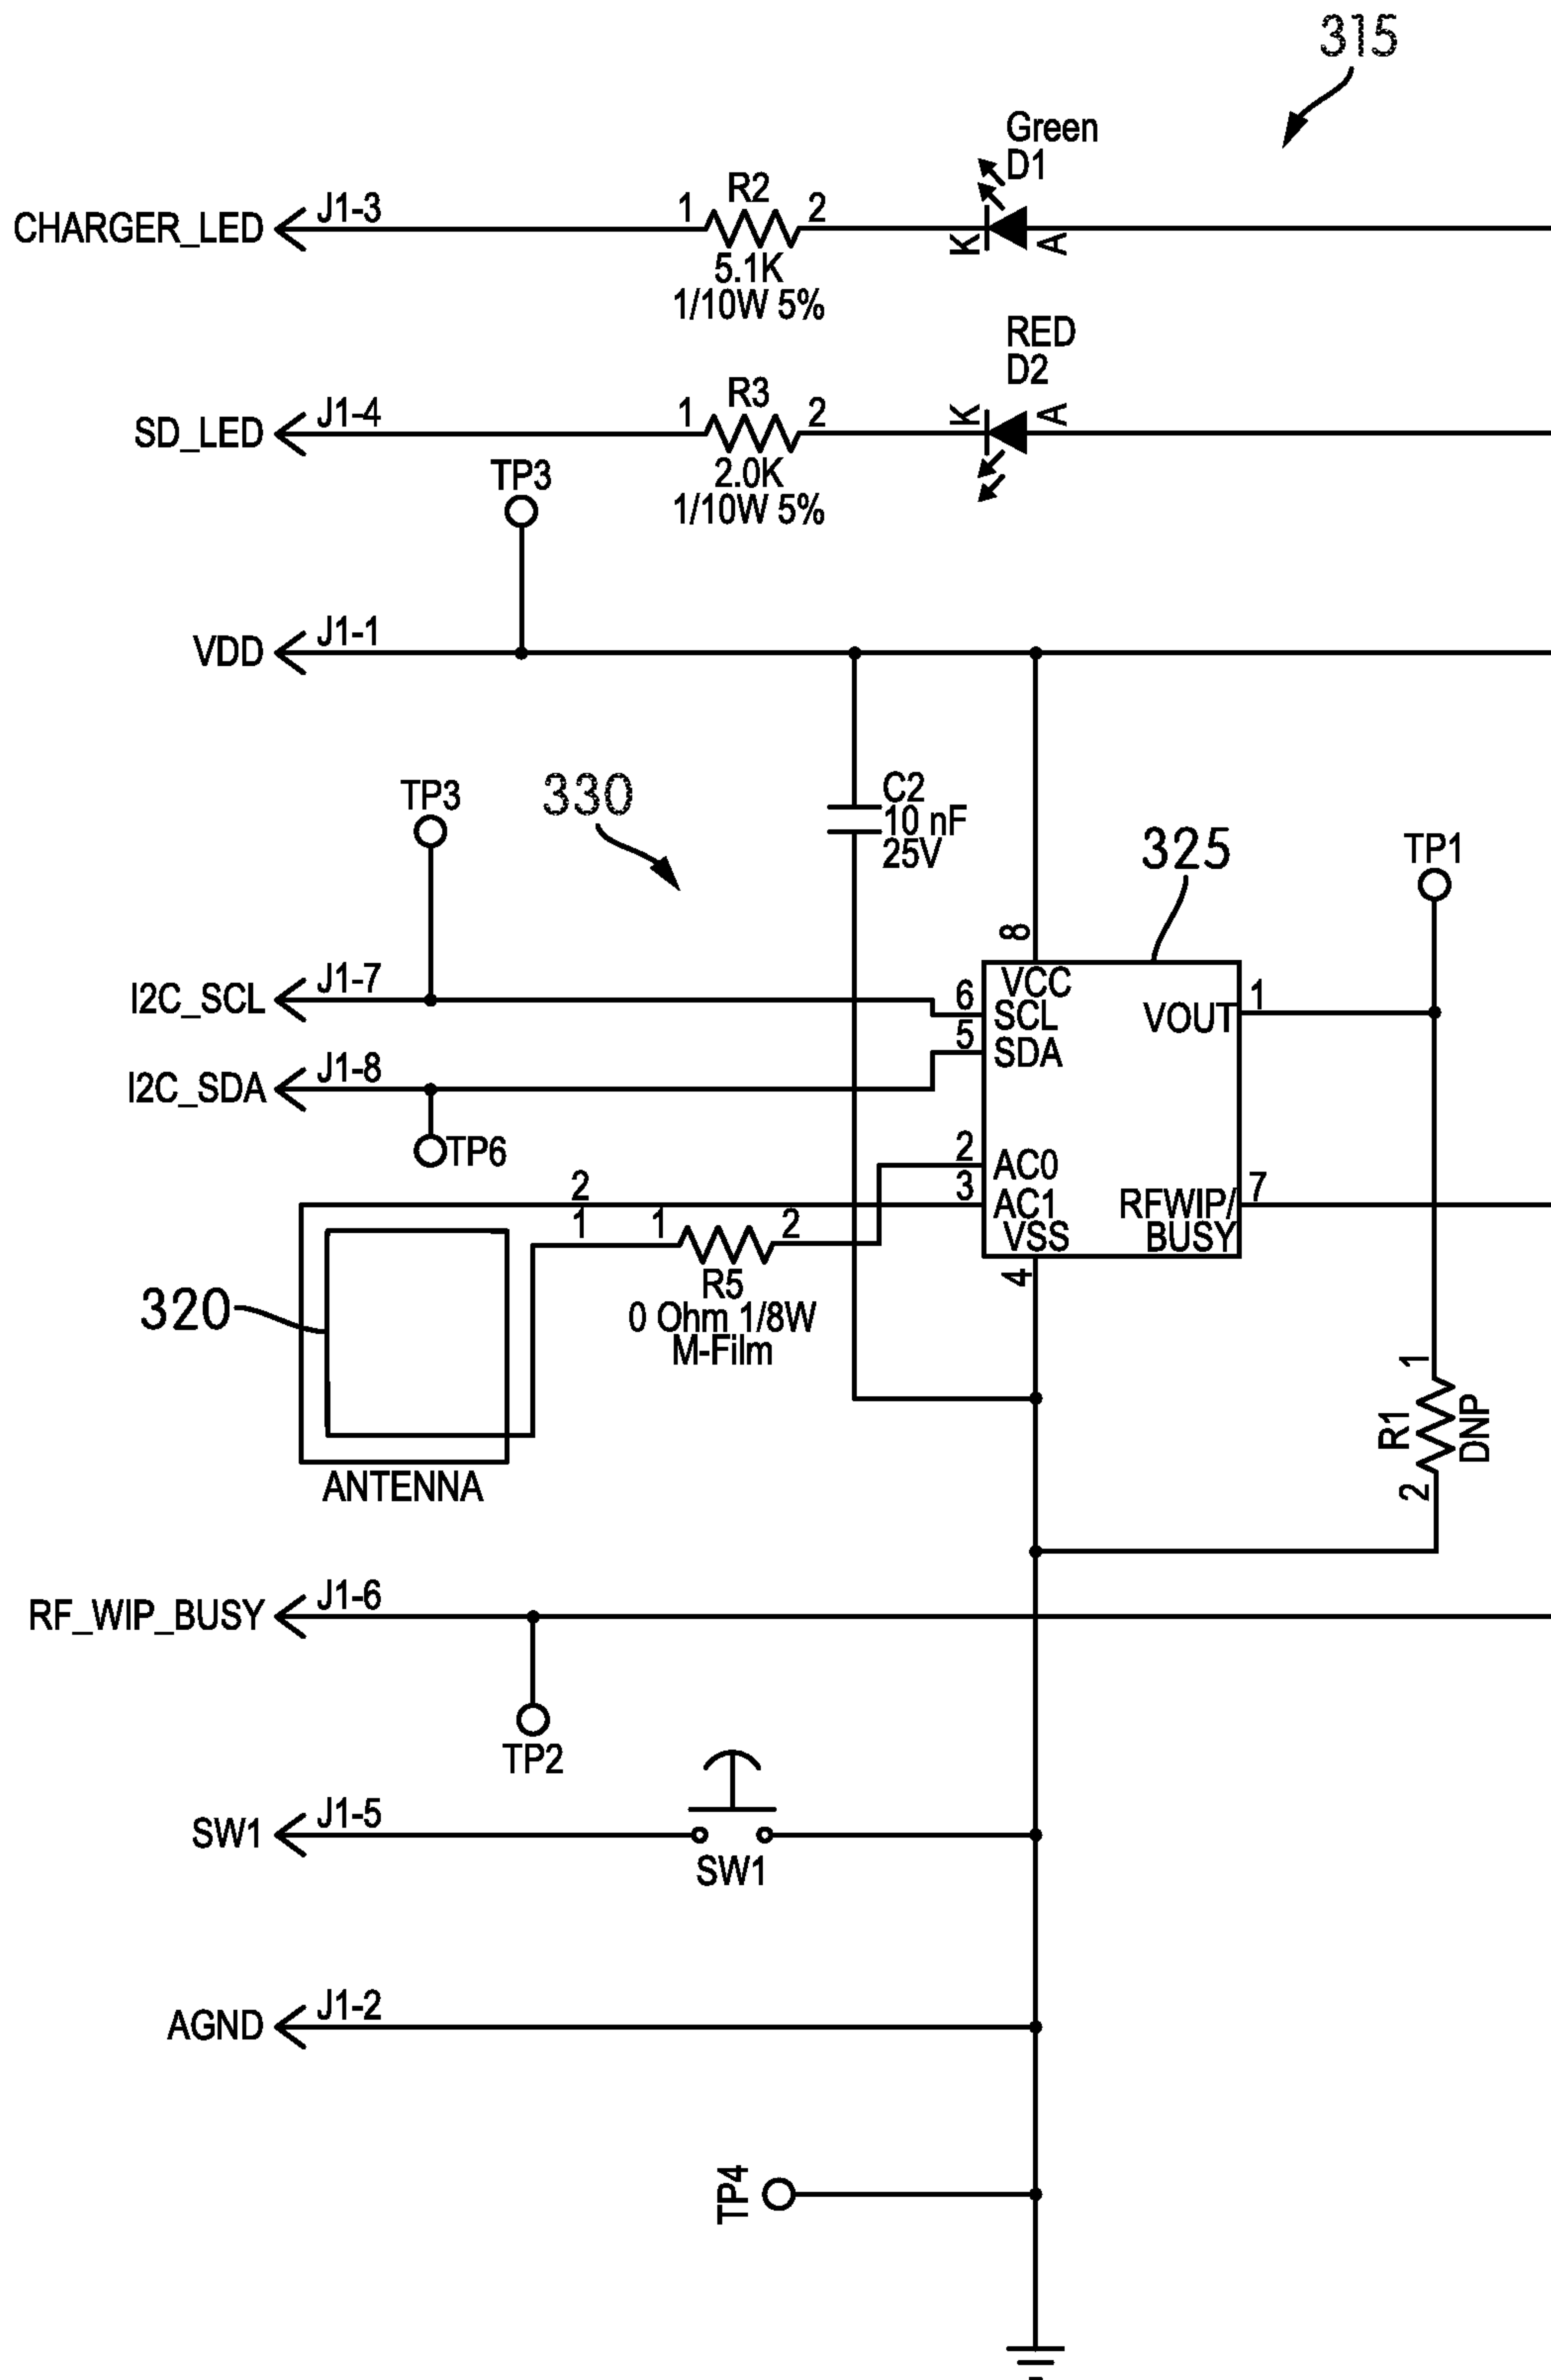 315
Green
D1
CHARGER_LED
J1-3
1
R2
2
K
A
5.1K
1/10W 5%
RED
D2
SD_LED
J1-4
1
R3
2
K
A
2.0K
1/10W 5%
TP3
VDD
J1-1
TP3
330
C2
10 nF
25V
325
TP1
8
I2C_SCL
J1-7
6
VCC
SCL
VOUT
1
I2C_SDA
J1-8
5
SDA
TP6
2
AC0
2
3
AC1
RFWIP/
7
1
1
2
VSS
BUSY
R5
4
320
0 Ohm 1/8W
M-Film
1
R1
DNP
2
ANTENNA
RF_WIP_BUSY
J1-6
TP2
SW1
J1-5
SW1
AGND
J1-2
TP4